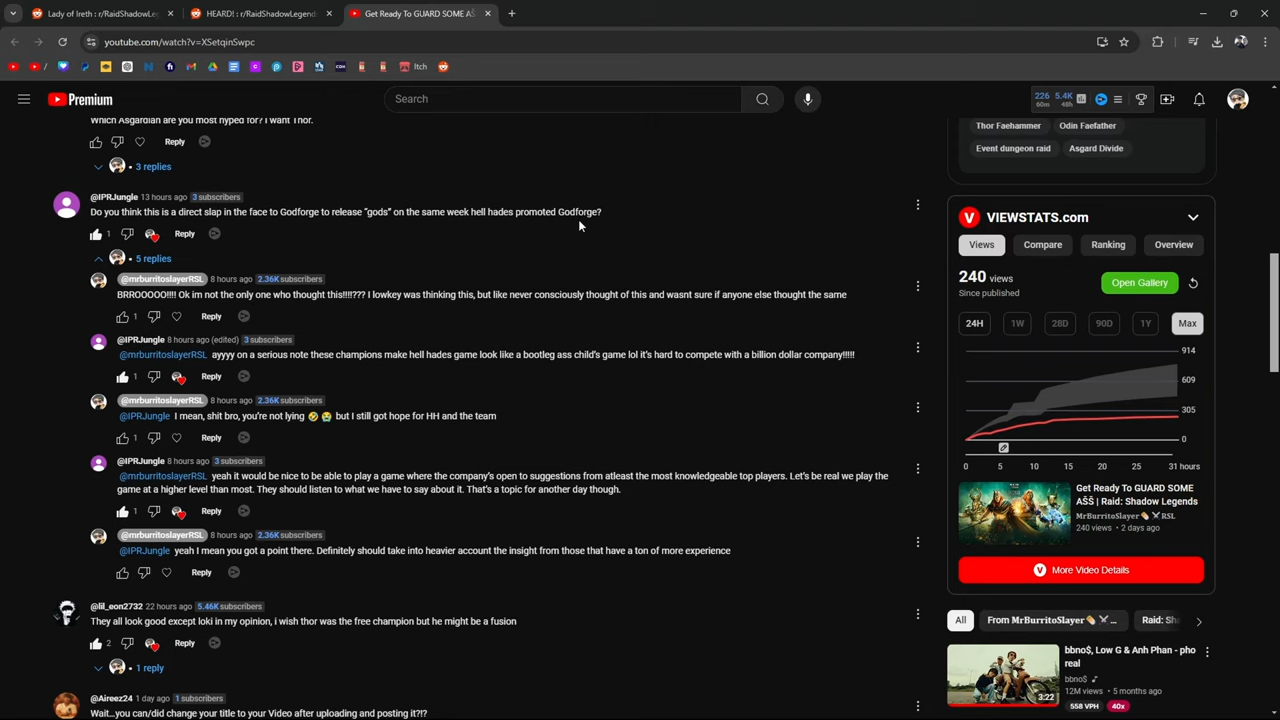 Lady of Ireth : r/RaidShadowLeg
HEARD! : r/RaidShadowLegends
Get Ready To GUARD SOME AŠ
youtube.com/watch?v=XSetqinSwpc
Itch
Premium
Search
226 5.4K
60m 48h
Which Asgardian are you most hyped for? I want Thor.
Reply
3 replies
@IPRJungle 13 hours ago 3 subscribers
Do you think this is a direct slap in the face to Godforge to release “gods” on the same week hell hades promoted Godforge?
1 Reply
5 replies
@mrburritoslayerRSL 8 hours ago 2.36K subscribers
BRROOOOO!!!! Ok im not the only one who thought this!!!!??? I lowkey was thinking this, but like never consciously thought of this and wasnt sure if anyone else thought the same
1 Reply
@IPRJungle 8 hours ago (edited) 3 subscribers
@mrburritoslayerRSL ayyyy on a serious note these champions make hell hades game look like a bootleg ass child’s game lol it’s hard to compete with a billion dollar company!!!!!
1 Reply
@mrburritoslayerRSL 8 hours ago 2.36K subscribers
@IPRJungle I mean, shit bro, you’re not lying 🤣 😭 but I still got hope for HH and the team
1 Reply
@IPRJungle 8 hours ago 3 subscribers
@mrburritoslayerRSL yeah it would be nice to be able to play a game where the company’s open to suggestions from atleast the most knowledgeable top players. Let’s be real we play the
game at a higher level than most. They should listen to what we have to say about it. That’s a topic for another day though.
1 Reply
@mrburritoslayerRSL 8 hours ago 2.36K subscribers
@IPRJungle yeah I mean you got a point there. Definitely should take into heavier account the insight from those that have a ton of more experience
Reply
@lil_eon2732 22 hours ago 5.46K subscribers
They all look good except loki in my opinion, i wish thor was the free champion but he might be a fusion
2 Reply
1 reply
@Aireez24 1 day ago 1 subscribers
Wait...you can/did change your title to your Video after uploading and posting it?!?
Thor Faehammer Odin Faefather
Event dungeon raid Asgard Divide
VIEWSTATS.com
Views Compare Ranking Overview
240 views
Since published
Open Gallery
24H 1W 28D 90D 1Y Max
914
609
305
0
0 5 10 15 20 25 31 hours
Get Ready To GUARD SOME
AŠŠ | Raid: Shadow Legends
MrBurritoSlayer🌯⚔️RSL
240 views • 2 days ago
More Video Details
All From MrBurritoSlayer🌯⚔️... Raid: Sh
bbno$, Low G & Anh Phan - pho
real
bbno$
12M views • 5 months ago
558 VPH 40x
3:22